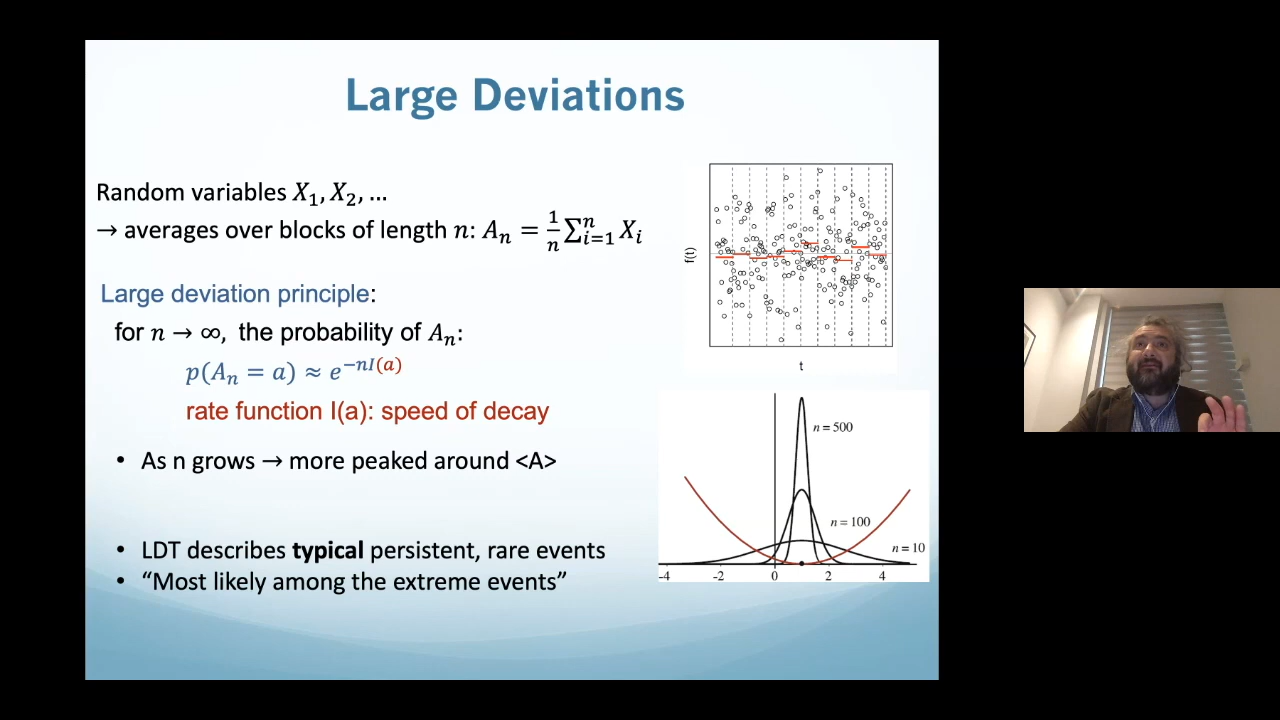 Large Deviations
Random variables X₁, X₂, ...
→ averages over blocks of length n: Aₙ = 1/n ∑ⁿᵢ₌₁ Xᵢ
Large deviation principle:
for n → ∞, the probability of Aₙ:
p(Aₙ = a) ≈ e^{-nI(a)}
rate function I(a): speed of decay
• As n grows → more peaked around <A>
• LDT describes typical persistent, rare events
• “Most likely among the extreme events”
f(t)
t
n = 500
n = 100
n = 10
-4 -2 0 2 4